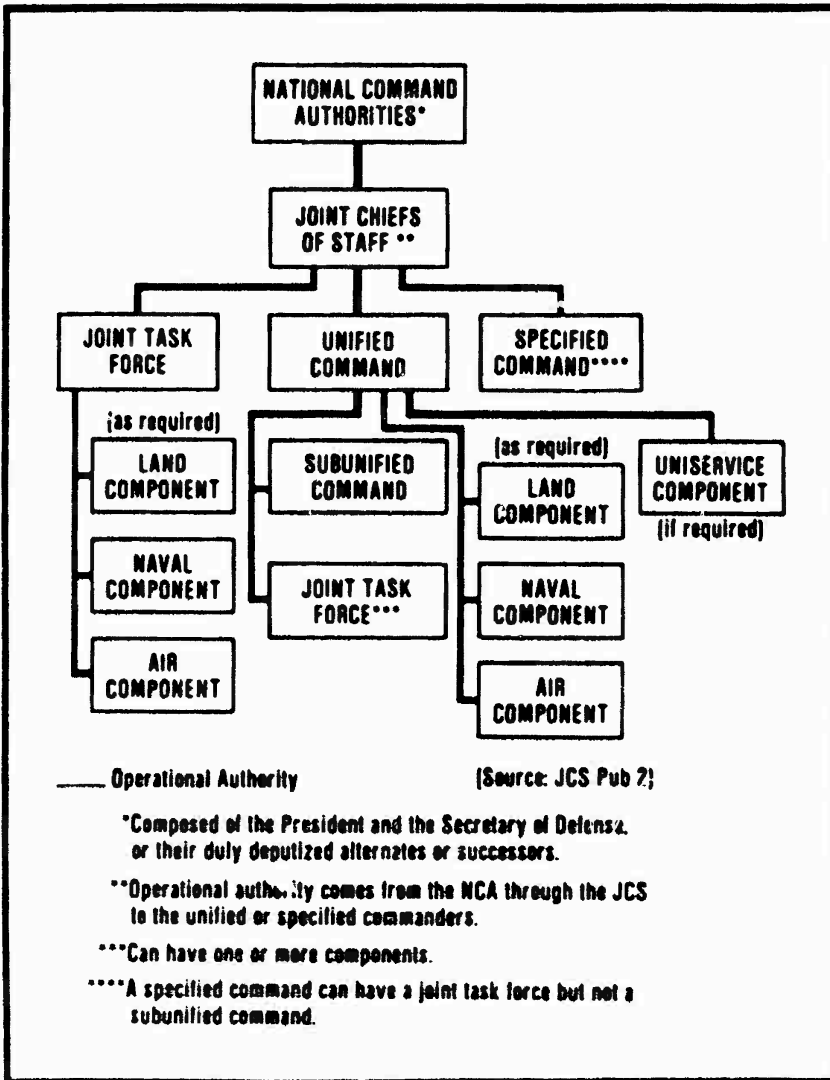 NATIONAL COMMAND
AUTHORITIES*
JOINT CHIEFS
OF STAFF **
JOINT TASK
FORCE
UNIFIED
COMMAND
SPECIFIED
COMMAND****
(as required)
LAND
COMPONENT
NAVAL
COMPONENT
AIR
COMPONENT
SUBUNIFIED
COMMAND
JOINT TASK
FORCE***
(as required)
LAND
COMPONENT
NAVAL
COMPONENT
AIR
COMPONENT
UNISERVICE
COMPONENT
(if required)
____ Operational Authority
(Source: JCS Pub 2)
*Composed of the President and the Secretary of Defense,
or their duly deputized alternates or successors.
**Operational authority comes from the NCA through the JCS
to the unified or specified commanders.
***Can have one or more components.
****A specified command can have a joint task force but not a
subunified command.